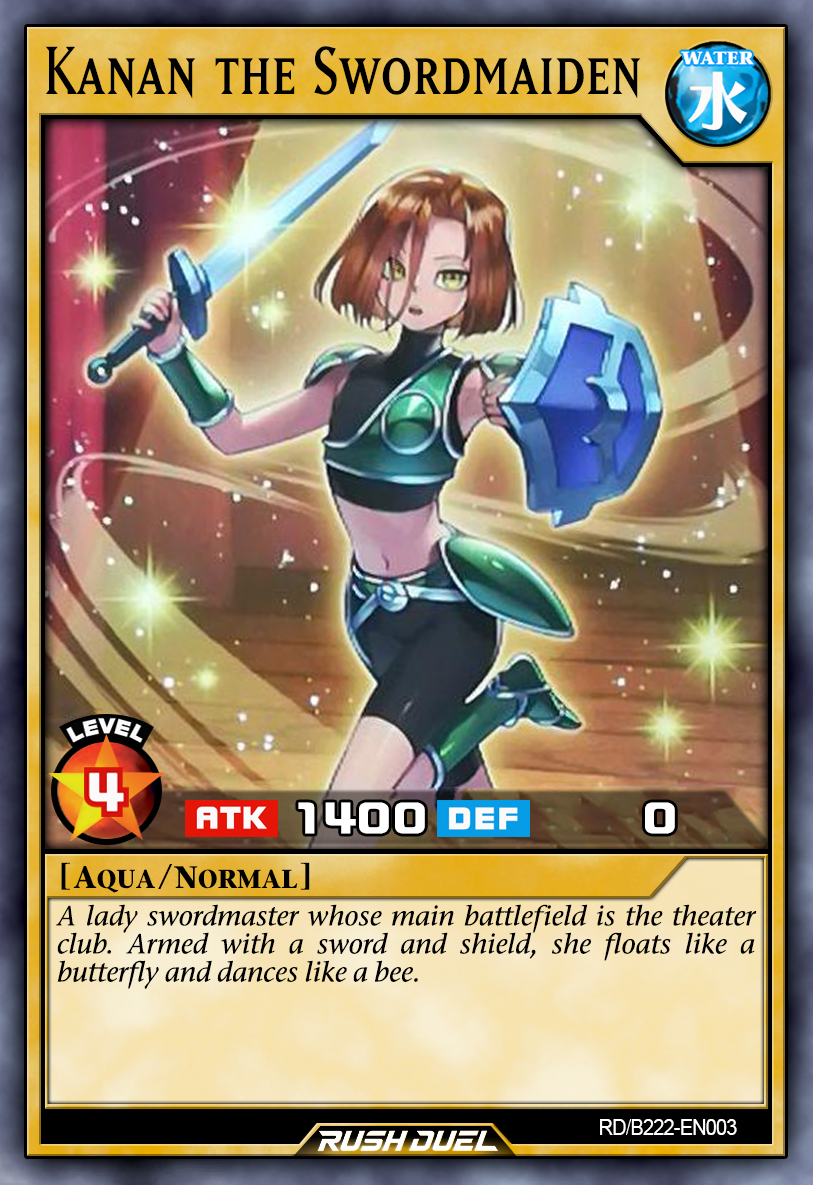 Kanan the Swordmaiden
WATER
水
LEVEL
4
ATK 1400 DEF 0
[Aqua/Normal]
A lady swordmaster whose main battlefield is the theater
club. Armed with a sword and shield, she floats like a
butterfly and dances like a bee.
RD/B222-EN003
RUSH DUEL